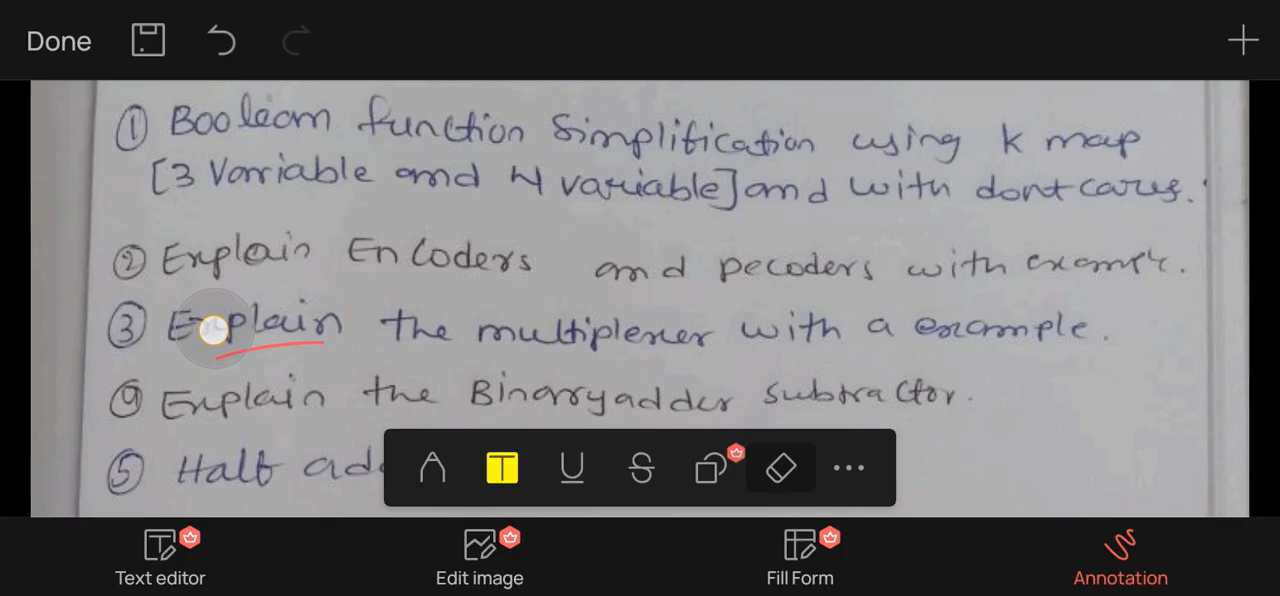 Done
① Boolean function Simplification using k map
[3 Variable and 4 variable] and with dont cares.
② Explain Encoders and Decoders with example.
③ Explain the multiplexer with a example.
④ Explain the Binaryadder subtractor.
⑤ Half
Text editor
Edit image
Fill Form
Annotation